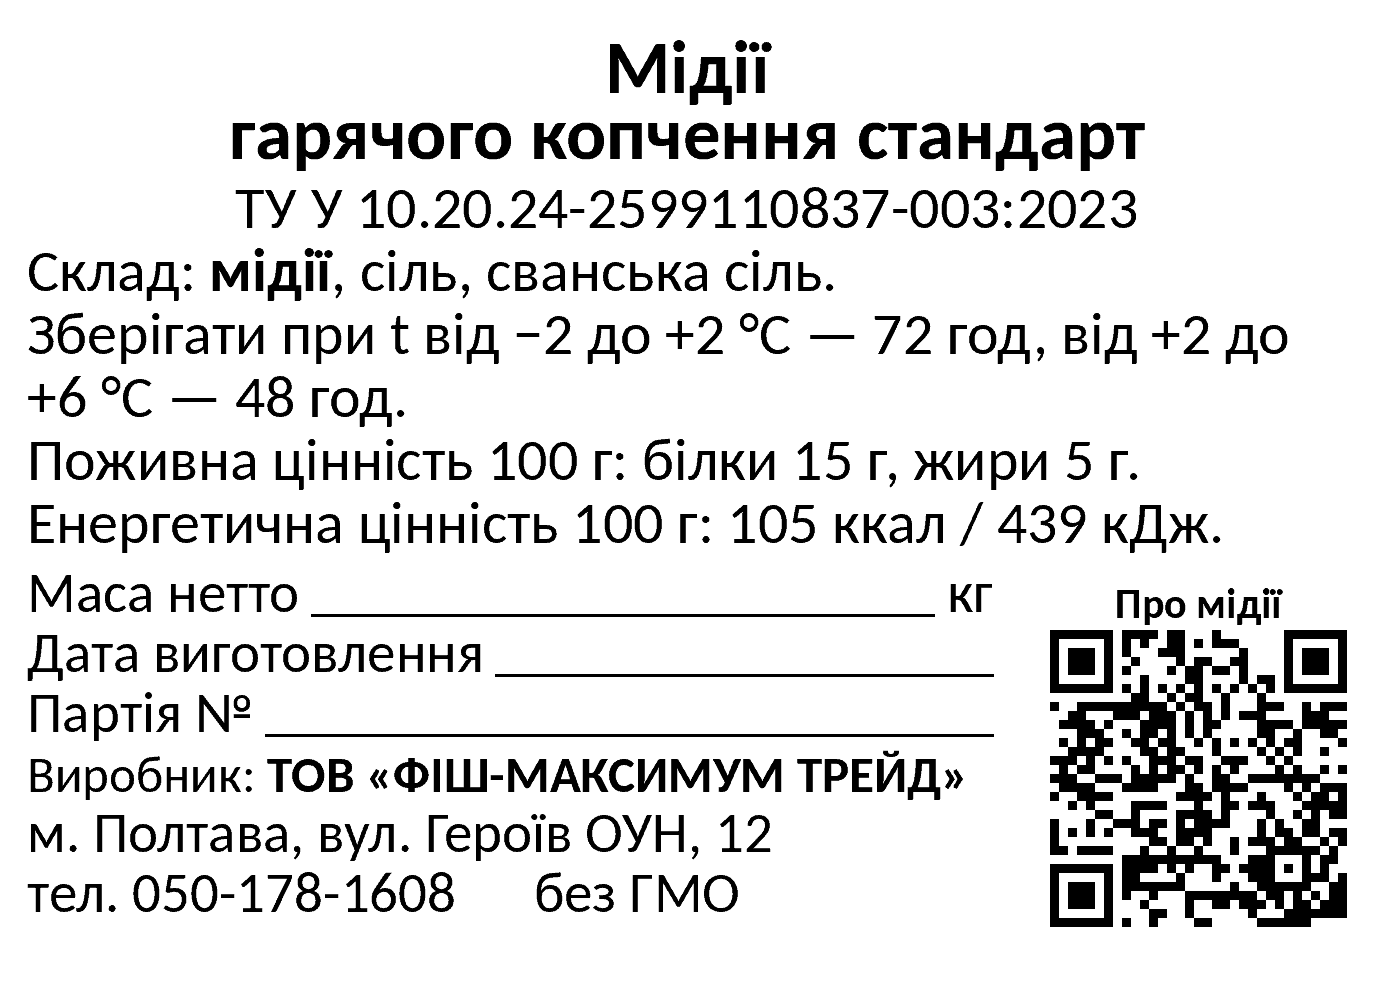 Мідії
гарячого копчення стандарт
ТУ У 10.20.24-2599110837-003:2023
Склад: мідії, сіль, сванська сіль.
Зберігати при t від −2 до +2 °C — 72 год, від +2 до
+6 °C — 48 год.
Поживна цінність 100 г: білки 15 г, жири 5 г.
Енергетична цінність 100 г: 105 ккал / 439 кДж.
Маса нетто ________________ кг
Дата виготовлення ________________
Партія № ________________
Про мідії
Виробник: ТОВ «ФІШ-МАКСИМУМ ТРЕЙД»
м. Полтава, вул. Героїв ОУН, 12
тел. 050-178-1608 без ГМО